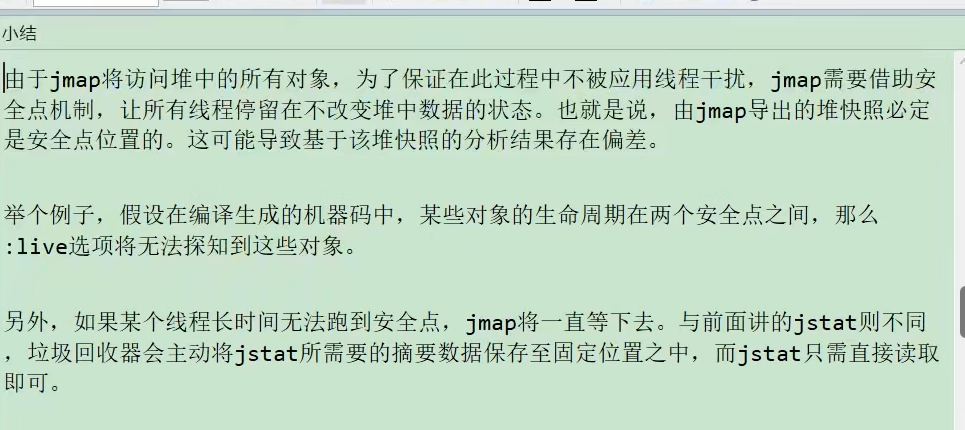 小结
由于jmap将访问堆中的所有对象，为了保证在此过程中不被应用线程干扰，jmap需要借助安
全点机制，让所有线程停留在不改变堆中数据的状态。也就是说，由jmap导出的堆快照必定
是安全点位置的。这可能导致基于该堆快照的分析结果存在偏差。
举个例子，假设在编译生成的机器码中，某些对象的生命周期在两个安全点之间，那么
:live选项将无法探知到这些对象。
另外，如果某个线程长时间无法跑到安全点，jmap将一直等下去。与前面讲的jstat则不同
，垃圾回收器会主动将jstat所需要的摘要数据保存至固定位置之中，而jstat只需直接读取
即可。